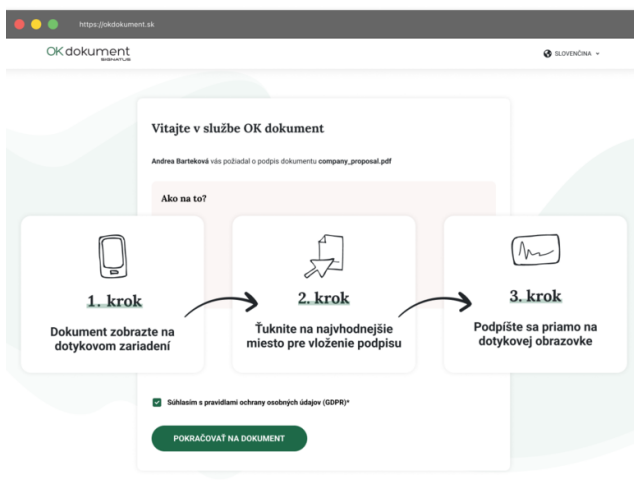 https://okdokument.sk
OK dokument
SIGNATUS
SLOVENČINA
Vitajte v službe OK dokument
Andrea Barteková vás požiadal o podpis dokumentu company_proposal.pdf
Ako na to?
1. krok
Dokument zobrazte na
dotykovom zariadení
2. krok
Ťuknite na najvhodnejšie
miesto pre vloženie podpisu
3. krok
Podpíšte sa priamo na
dotykovej obrazovke
Súhlasím s pravidlami ochrany osobných údajov (GDPR)*
POKRAČOVAŤ NA DOKUMENT